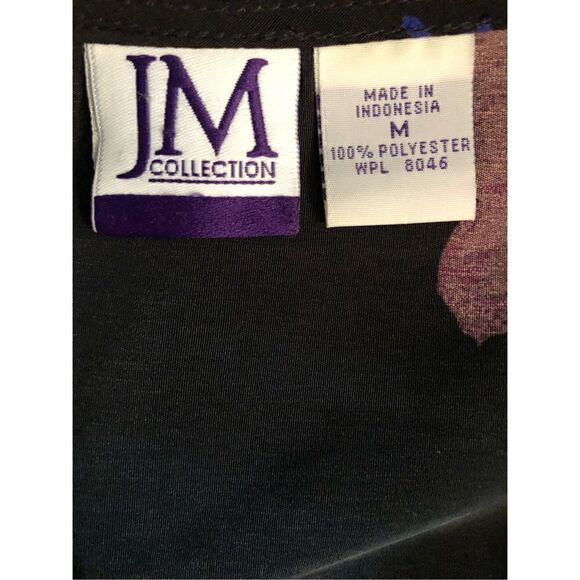 JM
COLLECTION
MADE IN
INDONESIA
M
100% POLYESTER
WPL 8046